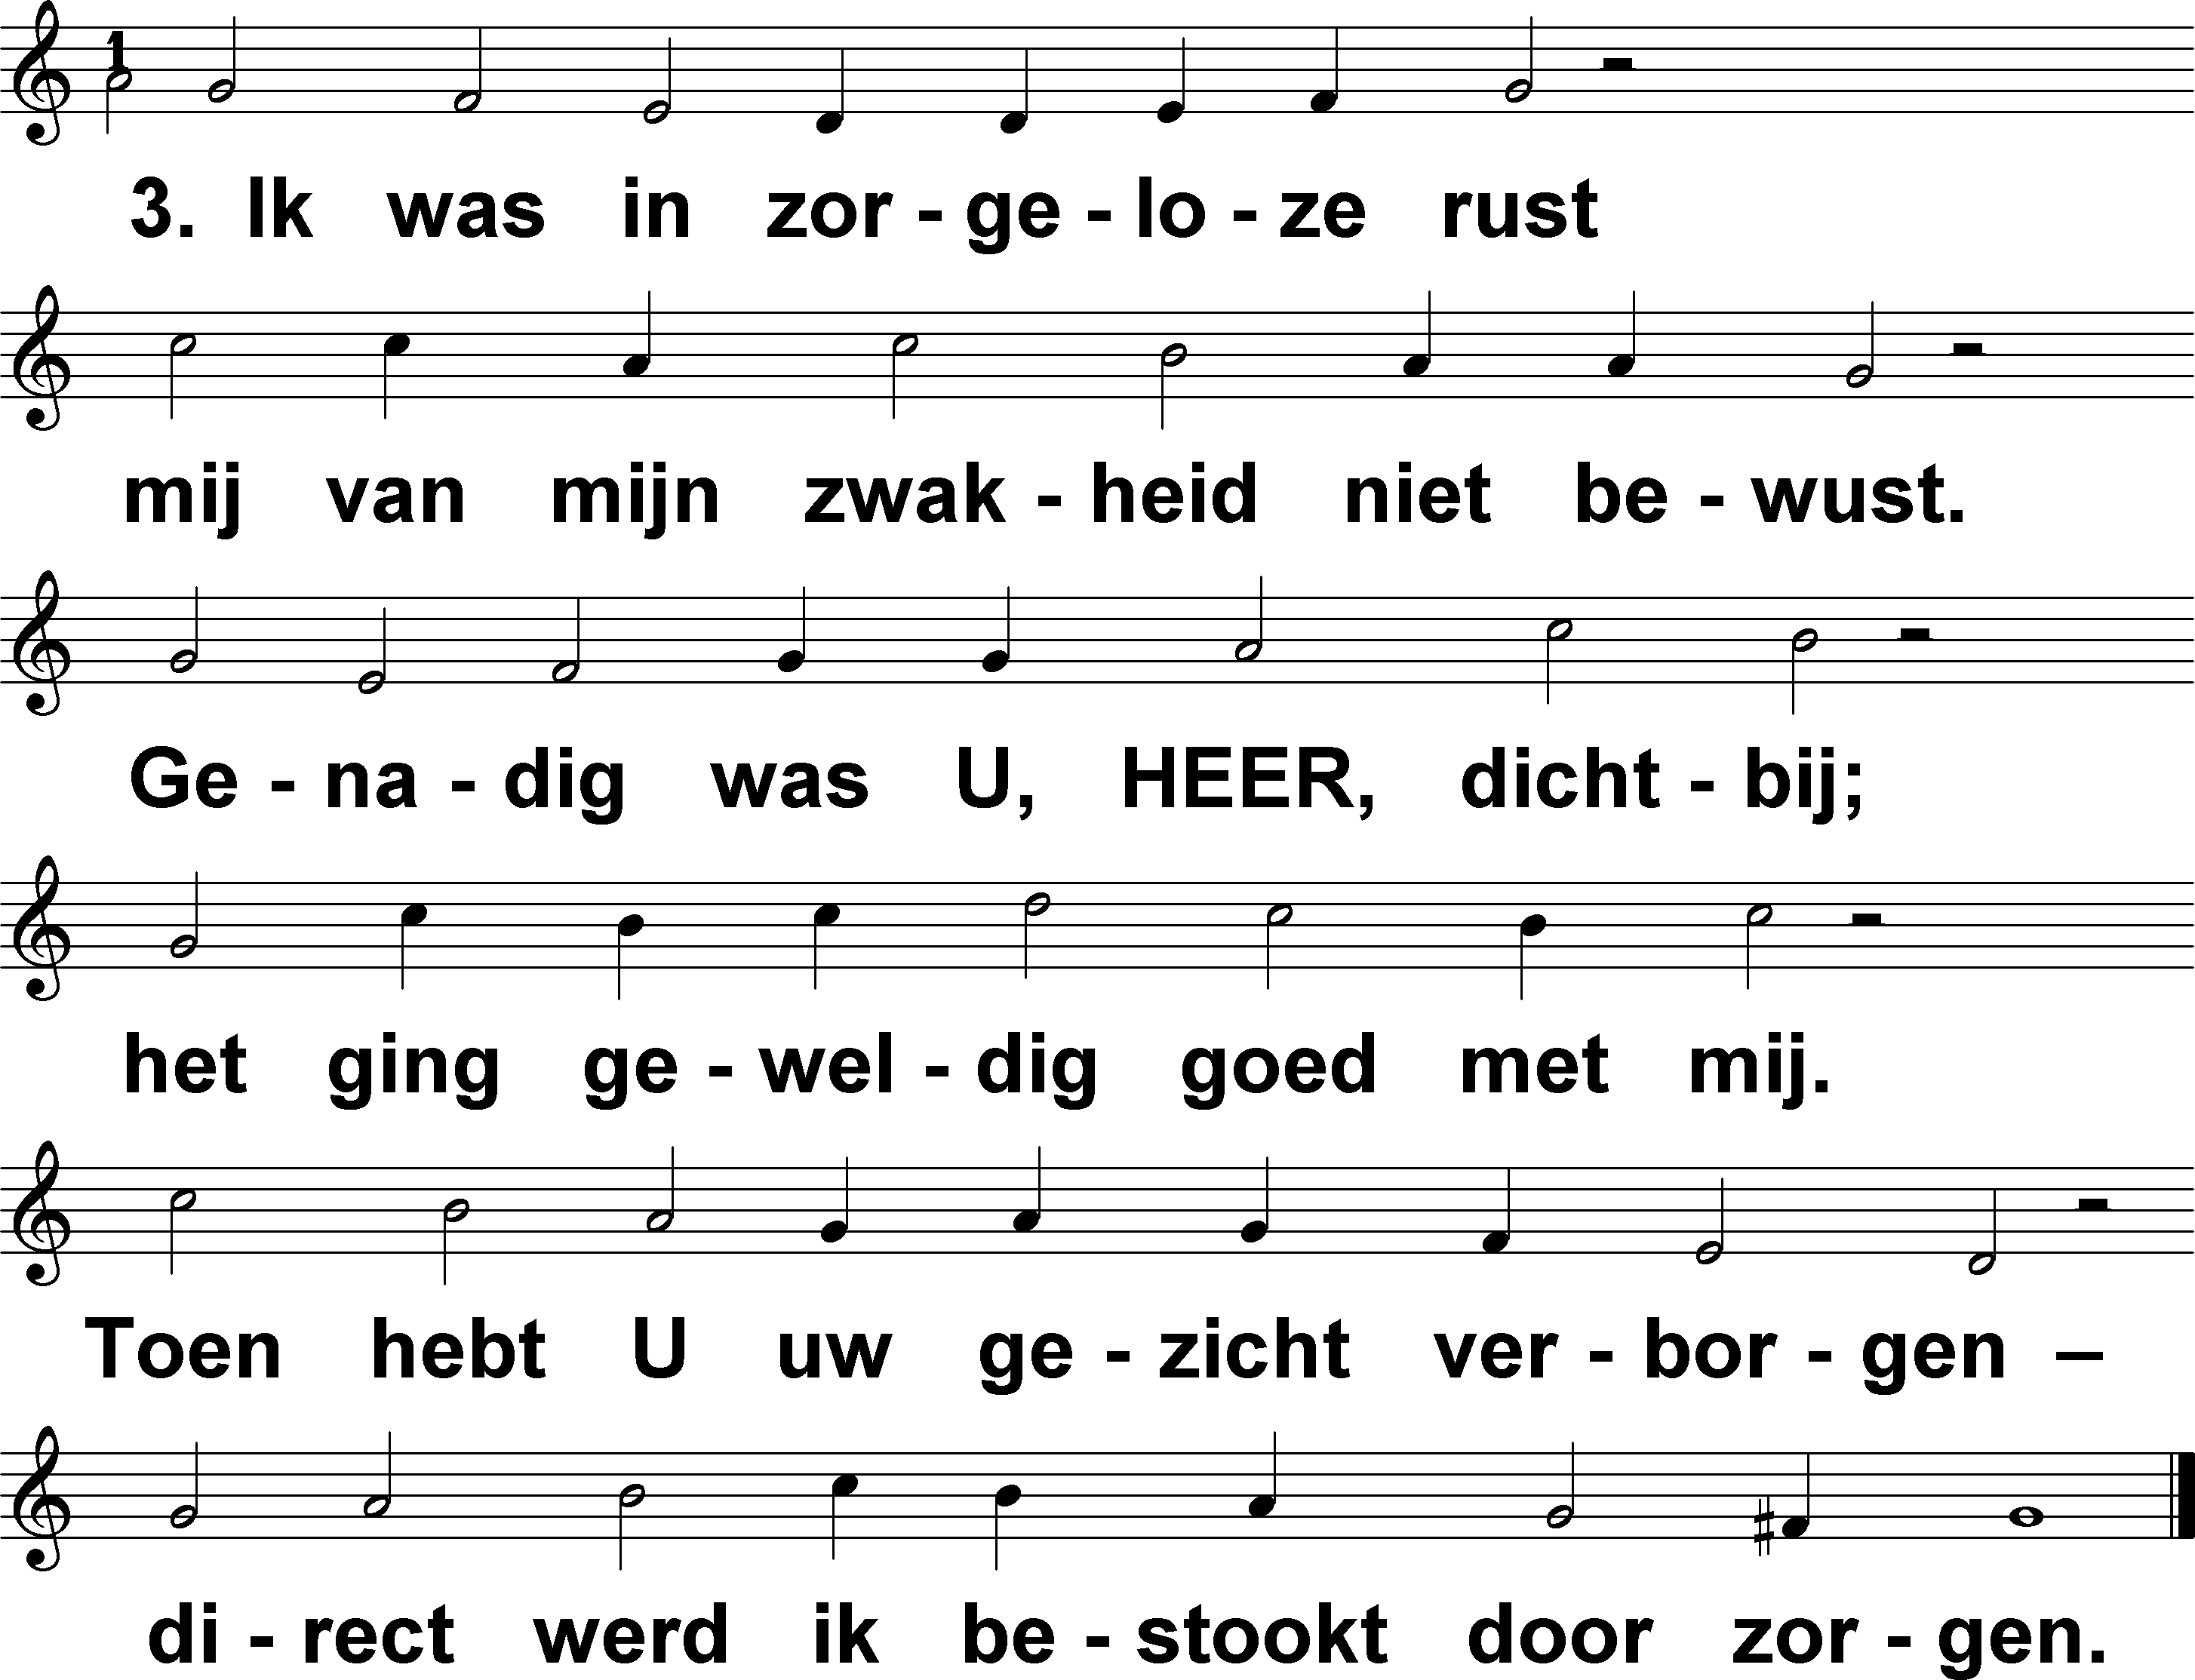 1
3. Ik was in zor - ge - lo - ze rust
mij van mijn zwak - heid niet be - wust.
Ge - na - dig was U, HEER, dicht - bij;
het ging ge - wel - dig goed met mij.
Toen hebt U uw ge - zicht ver - bor - gen –
di - rect werd ik be - stookt door zor - gen.